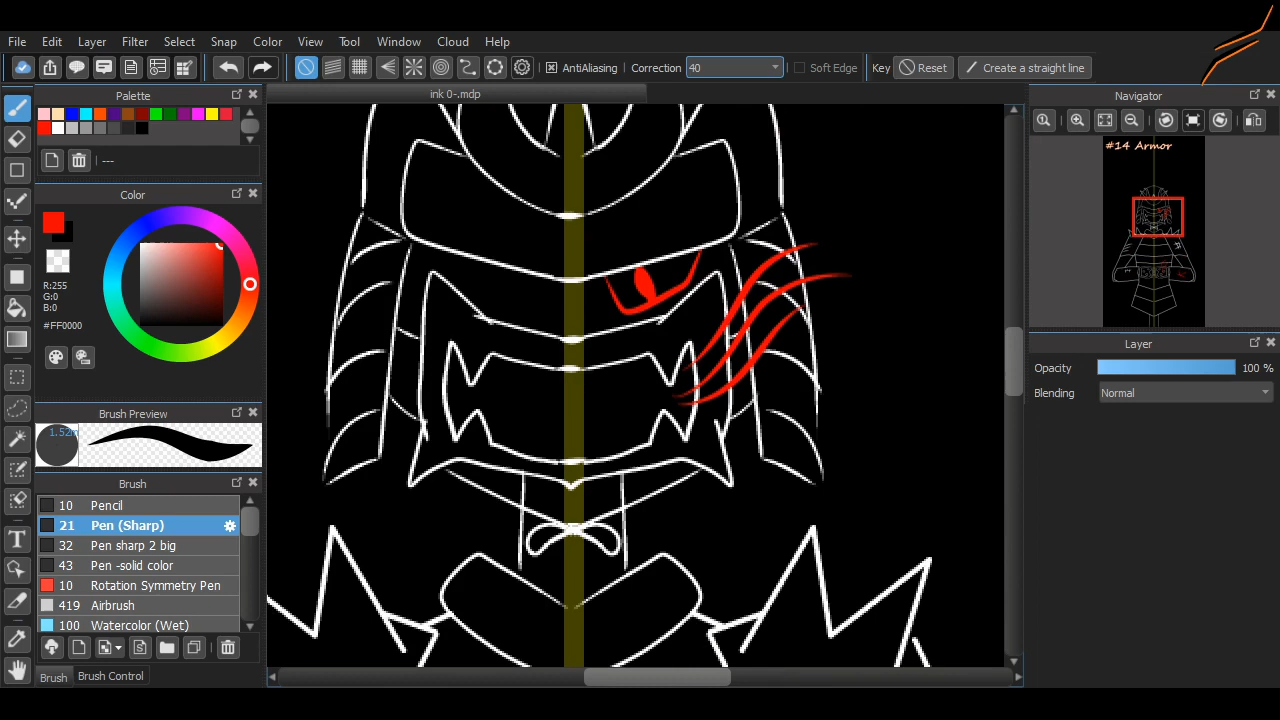 File Edit Layer Filter Select Snap Color View Tool Window Cloud Help
AntiAliasing Correction 40 Soft Edge Key Reset Create a straight line
Palette
ink 0-.mdp
Navigator
---
#14 Armor
Color
R:255
G:0
B:0
#FF0000
Layer
Opacity 100 %
Blending Normal
Brush Preview
Brush
10 Pencil
21 Pen (Sharp)
32 Pen sharp 2 big
43 Pen -solid color
10 Rotation Symmetry Pen
419 Airbrush
100 Watercolor (Wet)
Brush Brush Control